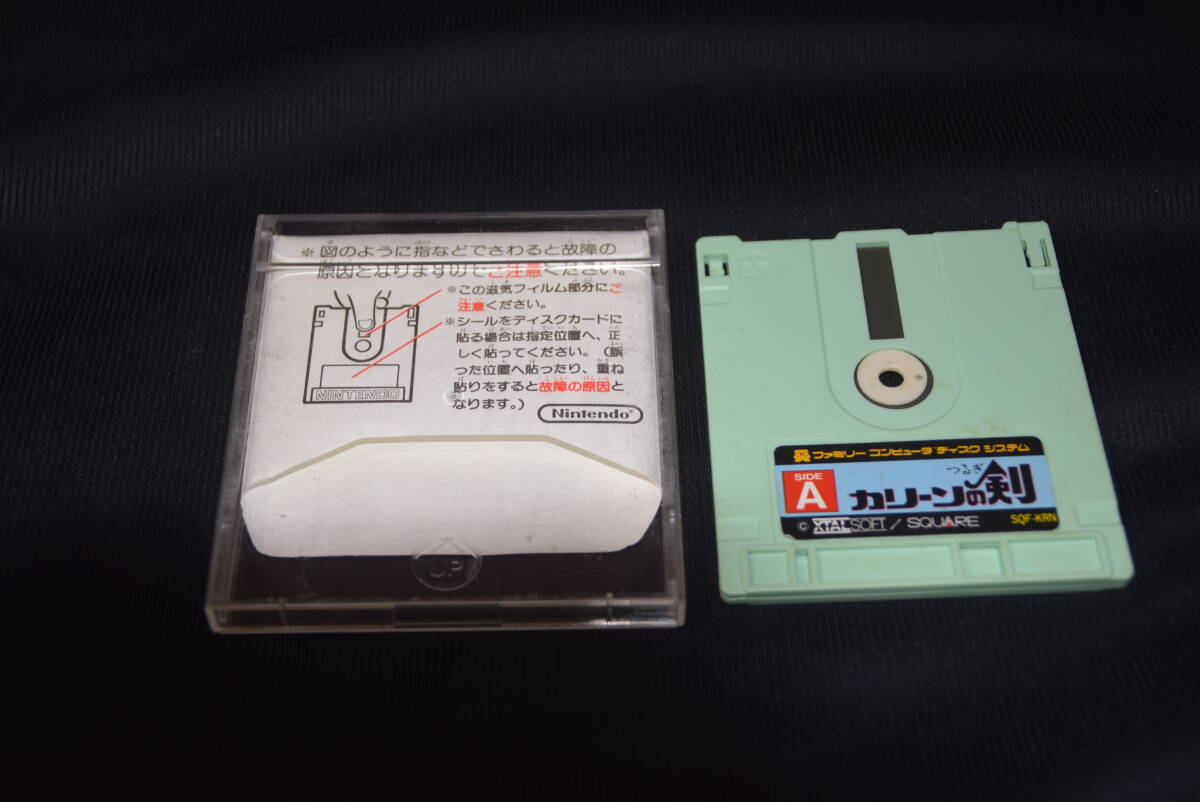 ※図のように指などでさわると故障の
原因となりますのでご注意ください。
※この磁気フィルム部分にご
注意ください。
※シールをディスクカードに
貼る場合は指定位置へ、正
しく貼ってください。（誤
った位置へ貼ったり、重ね
貼りをすると故障の原因と
なります。）
NINTENDO
Nintendo®
UP
ファミリー コンピュータ ディスク システム
SIDE
A
つるぎ
カリーンの剣
© XTALSOFT / SQUARE
SQF-KRN